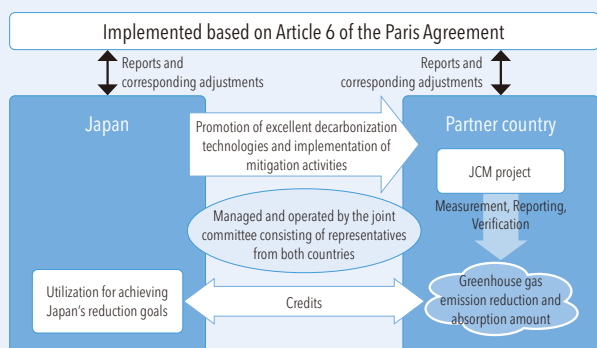 Implemented based on Article 6 of the Paris Agreement
Reports and
corresponding adjustments
Reports and
corresponding adjustments
Japan
Promotion of excellent decarbonization
technologies and implementation of
mitigation activities
Partner country
JCM project
Measurement, Reporting,
Verification
Managed and operated by the joint
committee consisting of representatives
from both countries
Utilization for achieving
Japan's reduction goals
Credits
Greenhouse gas
emission reduction and
absorption amount